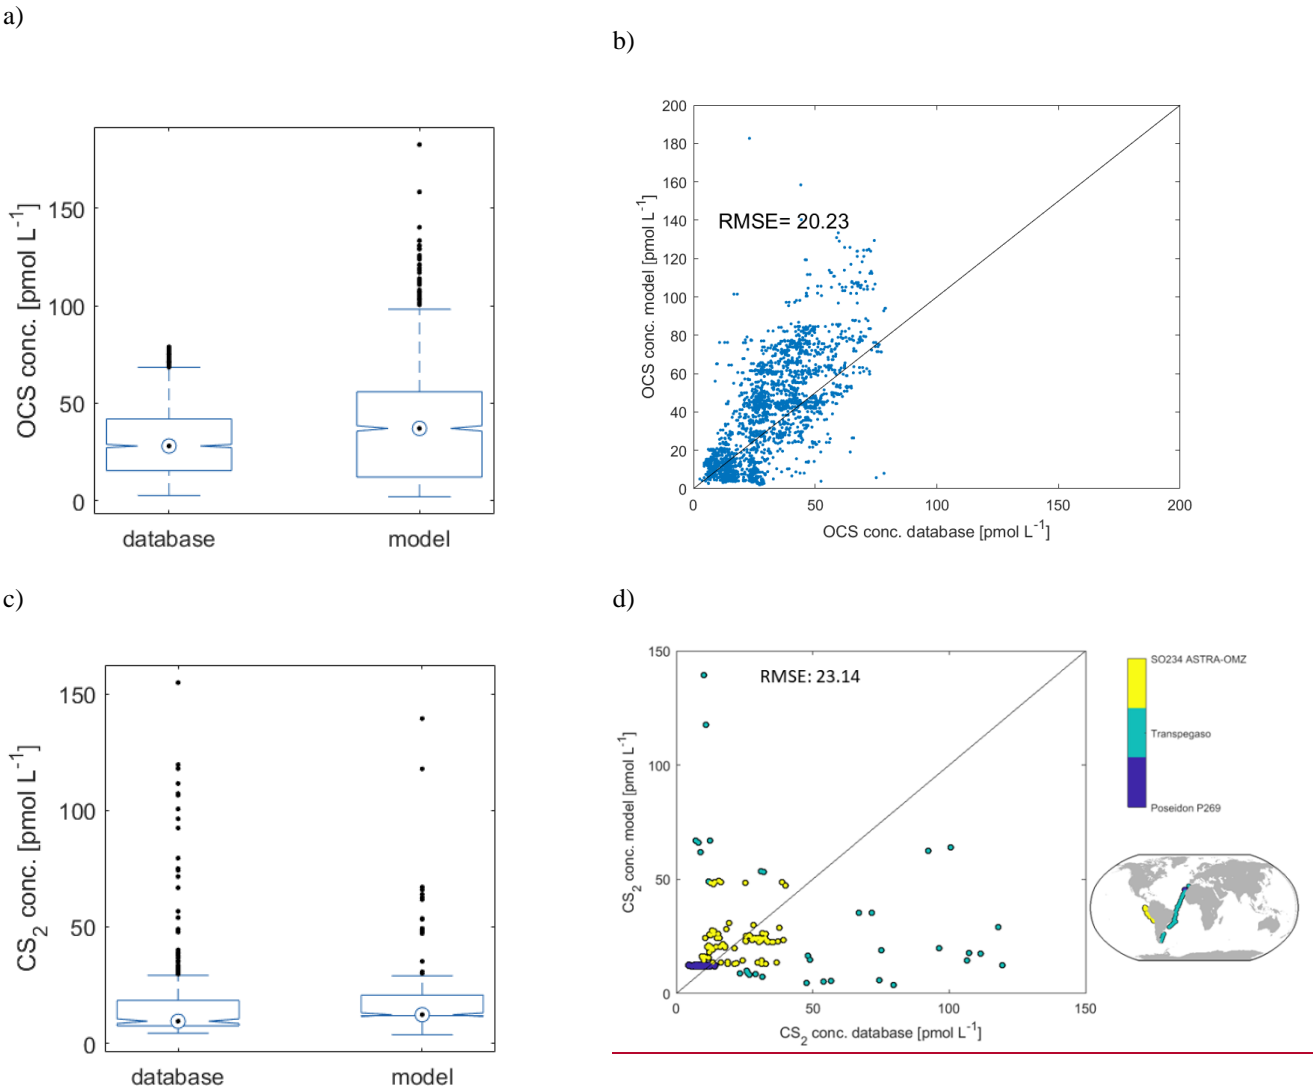 a)
OCS conc. [pmol L-1]
150
100
50
0
database model
b)
OCS conc. model [pmol L-1]
200
180
160
140
120
100
80
60
40
20
0
RMSE= 20.23
0 50 100 150 200
OCS conc. database [pmol L-1]
c)
CS2 conc. [pmol L-1]
150
100
50
0
database model
d)
CS2 conc. model [pmol L-1]
150
100
50
0
RMSE: 23.14
0 50 100 150
CS2 conc. database [pmol L-1]
SO234 ASTRA-OMZ
Transpegaso
Poseidon P269